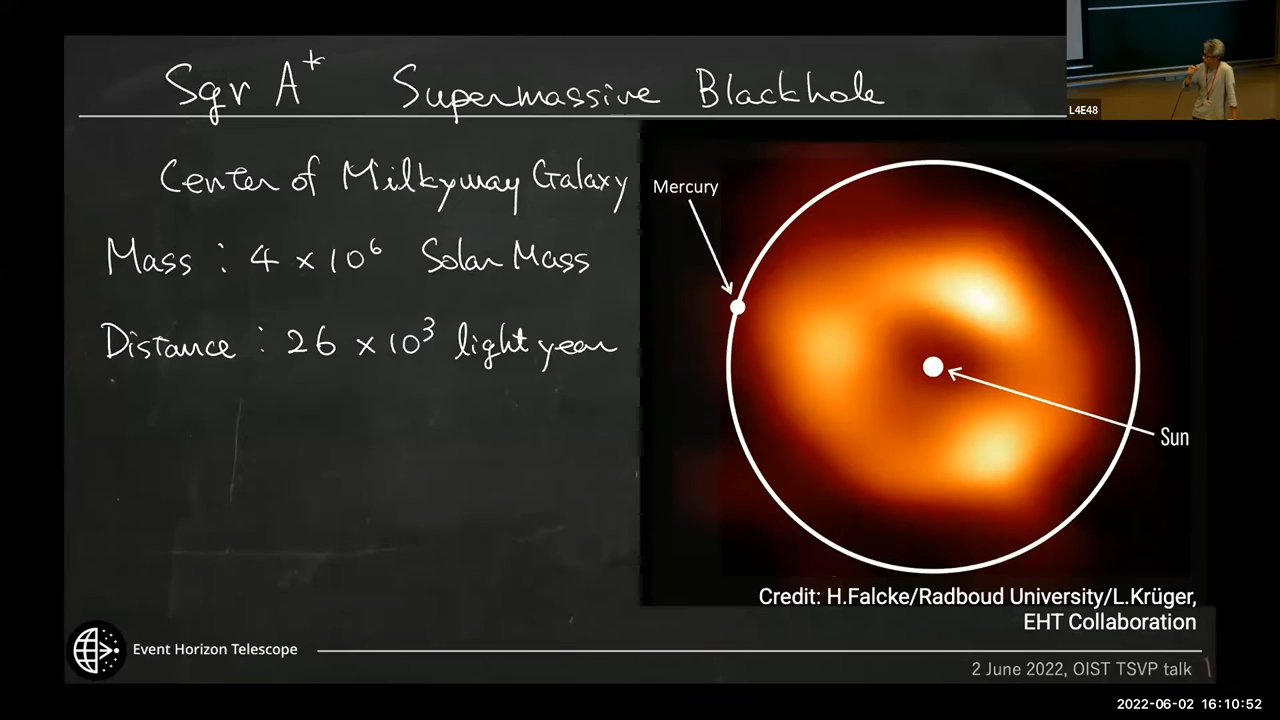 Sgr A* Supermassive Blackhole
L4E48
Center of Milkyway Galaxy
Mass : 4 × 10⁶ Solar Mass
Distance : 26 × 10³ light year
Mercury
Sun
Credit: H.Falcke/Radboud University/L.Krüger,
EHT Collaboration
Event Horizon Telescope
2 June 2022, OIST TSVP talk
2022-06-02 16:10:52